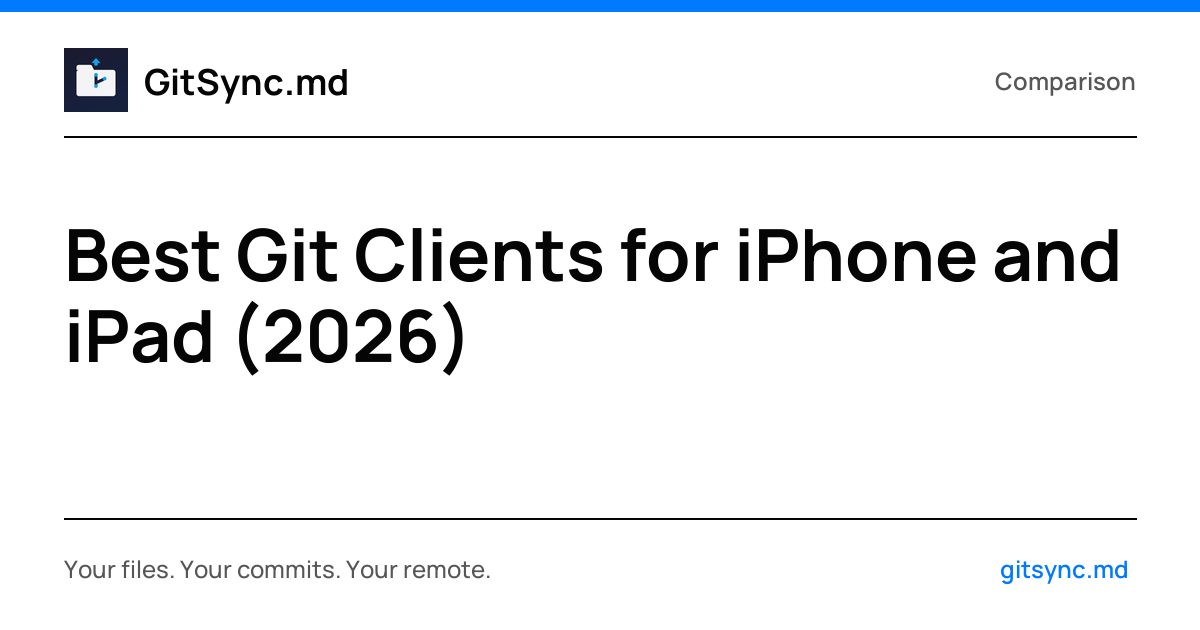 GitSync.md
Comparison
Best Git Clients for iPhone and
iPad (2026)
Your files. Your commits. Your remote.
gitsync.md